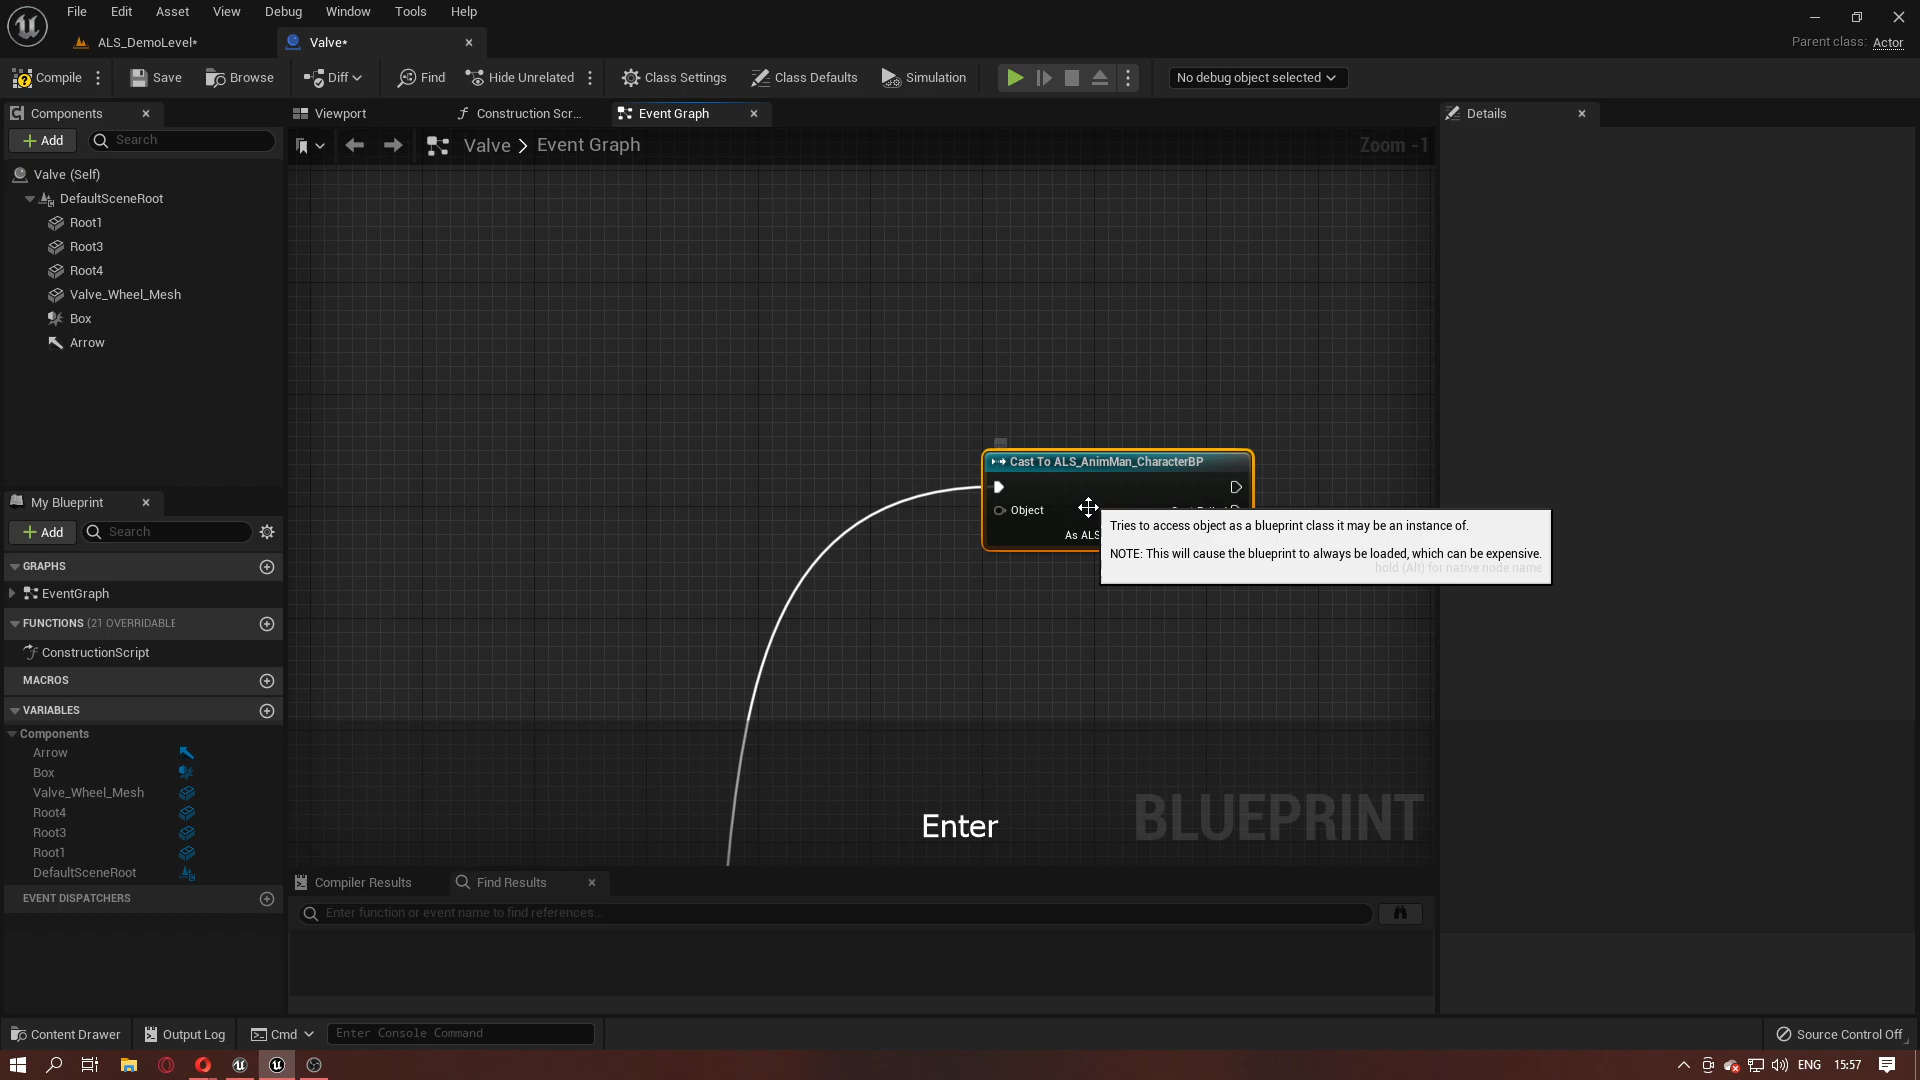 File Edit Asset View Debug Window Tools Help
ALS_DemoLevel*
Valve*
Parent class: Actor
Compile
Save
Browse
Diff
Find
Hide Unrelated
Class Settings
Class Defaults
Simulation
No debug object selected
Components
Viewport
Construction Scr...
Event Graph
Details
Add
Search
Valve > Event Graph
Zoom -1
Valve (Self)
DefaultSceneRoot
Root1
Root3
Root4
Valve_Wheel_Mesh
Box
Arrow
Cast To ALS_AnimMan_CharacterBP
Object
As ALS
Tries to access object as a blueprint class it may be an instance of.
NOTE: This will cause the blueprint to always be loaded, which can be expensive.
hold (Alt) for native node name
My Blueprint
Add
Search
GRAPHS
EventGraph
FUNCTIONS (21 OVERRIDABLE
ConstructionScript
MACROS
VARIABLES
Components
Arrow
Box
Valve_Wheel_Mesh
Root4
Root3
Root1
DefaultSceneRoot
EVENT DISPATCHERS
Enter
BLUEPRINT
Compiler Results
Find Results
Enter function or event name to find references...
Content Drawer
Output Log
Cmd
Enter Console Command
Source Control Off
ENG
15:57